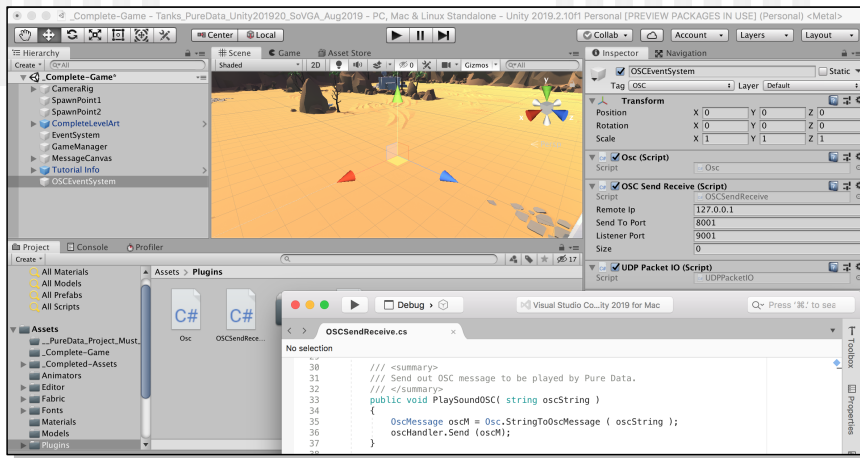 _Complete-Game - Tanks_PureData_Unity201920_SoVGA_Aug2019 - PC, Mac & Linux Standalone - Unity 2019.2.10f1 Personal [PREVIEW PACKAGES IN USE] (Personal) <Metal>
Center Local Collab Account Layers Layout
Hierarchy
Create All
_Complete-Game*
CameraRig
SpawnPoint1
SpawnPoint2
CompleteLevelArt
EventSystem
GameManager
MessageCanvas
Tutorial Info
OSCEventSystem
Scene Game Asset Store
Shaded 2D 0 Gizmos All
Inspector Navigation
OSCEventSystem Static
Tag OSC Layer Default
Transform
Position X 0 Y 0 Z 0
Rotation X 0 Y 0 Z 0
Scale X 1 Y 1 Z 1
Osc (Script)
Script Osc
OSC Send Receive (Script)
Script OSCSendReceive
Remote Ip 127.0.0.1
Send To Port 8001
Listener Port 9001
Size 0
UDP Packet IO (Script)
Script UDPPacketIO
Project Console Profiler
Create 17
All Materials
All Models
All Prefabs
All Scripts
Assets
__PureData_Project_Must_
_Complete-Game
_Completed-Assets
Animators
Editor
Fabric
Fonts
Materials
Models
Plugins
Assets > Plugins
C# C#
Osc OSCSendRece...
Debug > Visual Studio Co...ity 2019 for Mac Press '⌘.' to sea
OSCSendReceive.cs
No selection
30 /// <summary>
31 /// Send out OSC message to be played by Pure Data.
32 /// </summary>
33 public void PlaySoundOSC( string oscString )
34 {
35 OscMessage oscM = Osc.StringToOscMessage ( oscString );
36 oscHandler.Send (oscM);
37 }
Toolbox
Properties